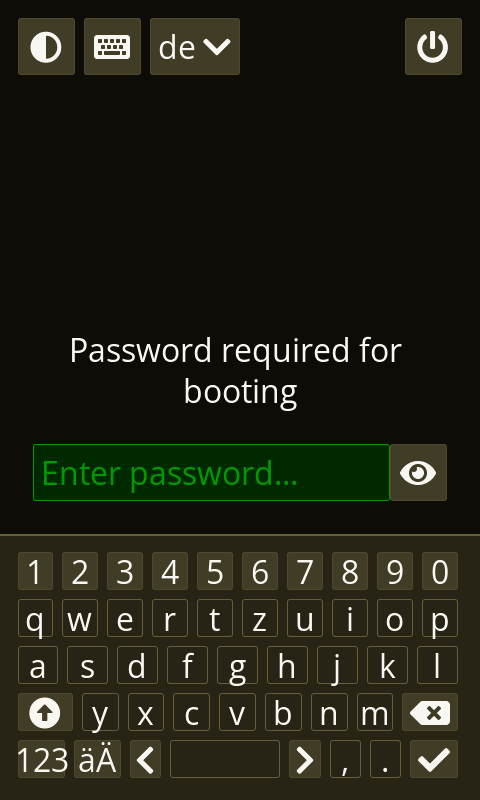 de
Password required for
booting
Enter password...
1 2 3 4 5 6 7 8 9 0
q w e r t z u i o p
a s d f g h j k l
y x c v b n m
123 äÄ , .